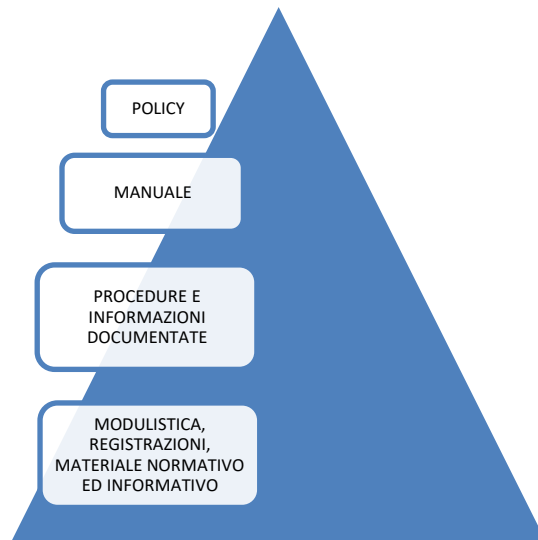 POLICY
MANUALE
PROCEDURE E
INFORMAZIONI
DOCUMENTATE
MODULISTICA,
REGISTRAZIONI,
MATERIALE NORMATIVO
ED INFORMATIVO